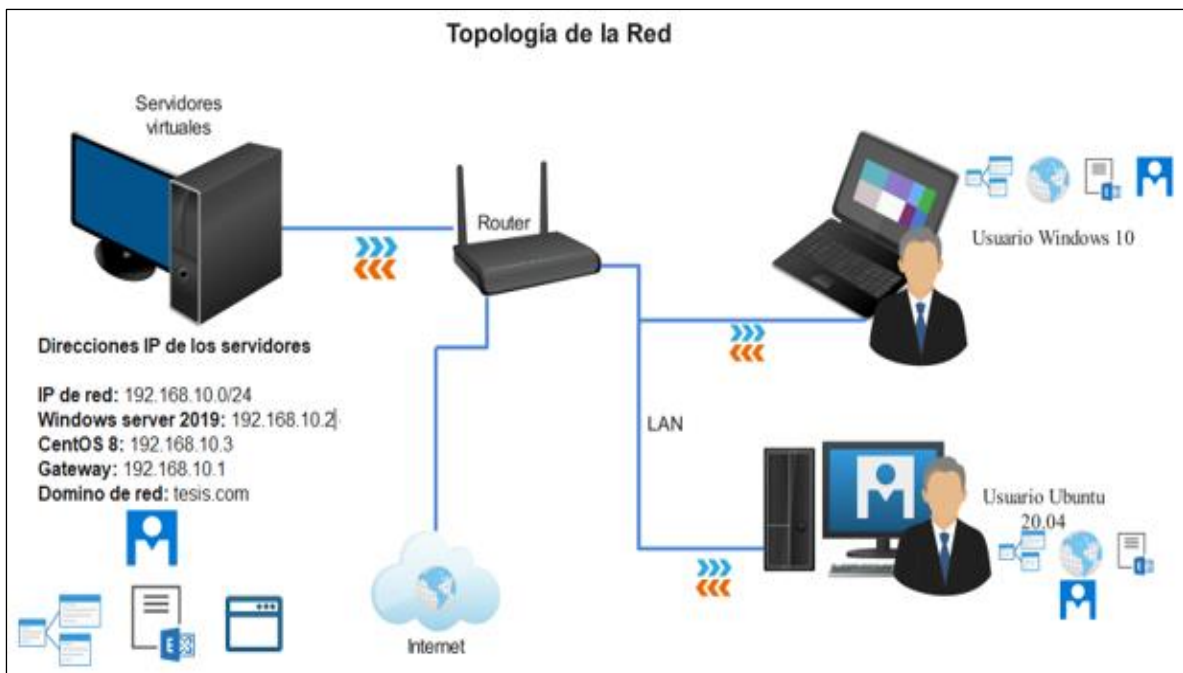 Topología de la Red
Servidores
virtuales
Router
Usuario Windows 10
Direcciones IP de los servidores
IP de red: 192.168.10.0/24
Windows server 2019: 192.168.10.2
CentOS 8: 192.168.10.3
Gateway: 192.168.10.1
Domino de red: tesis.com
LAN
Usuario Ubuntu
20.04
Internet